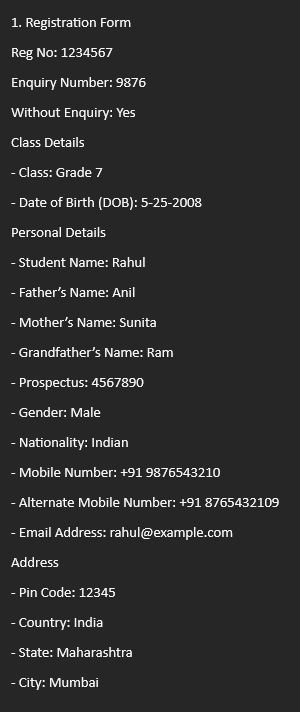 1. Registration Form
Reg No: 1234567
Enquiry Number: 9876
Without Enquiry: Yes
Class Details
- Class: Grade 7
- Date of Birth (DOB): 5-25-2008
Personal Details
- Student Name: Rahul
- Father’s Name: Anil
- Mother’s Name: Sunita
- Grandfather’s Name: Ram
- Prospectus: 4567890
- Gender: Male
- Nationality: Indian
- Mobile Number: +91 9876543210
- Alternate Mobile Number: +91 8765432109
- Email Address: rahul@example.com
Address
- Pin Code: 12345
- Country: India
- State: Maharashtra
- City: Mumbai